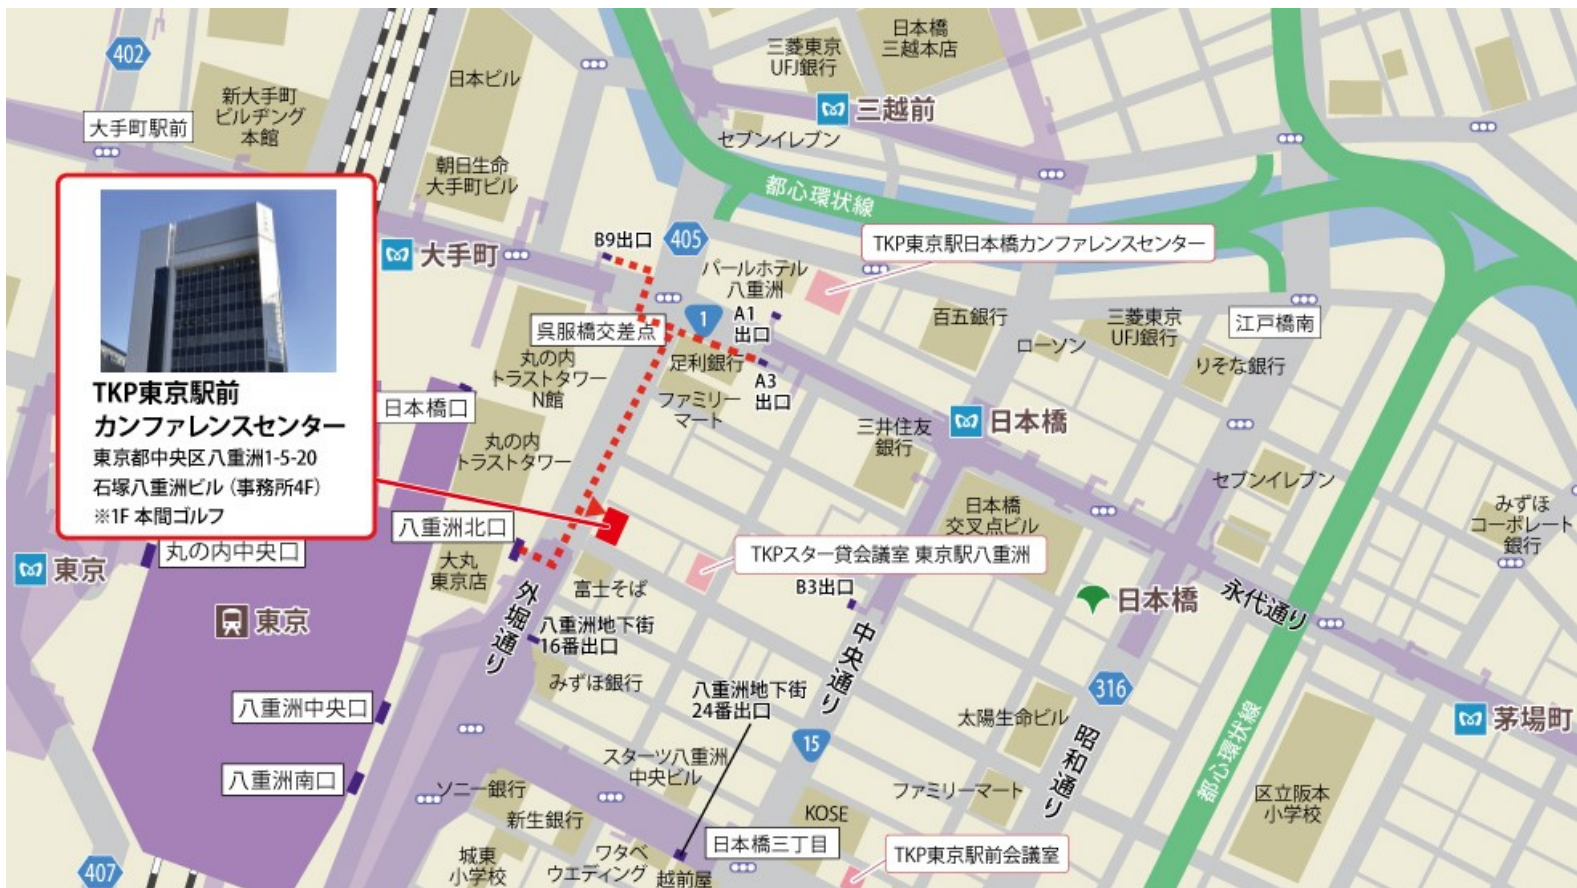 402
日本ビル
三菱東京
UFJ銀行
日本橋
三越本店
新大手町
ビルヂング
本館
大手町駅前
三越前
セブンイレブン
朝日生命
大手町ビル
都心環状線
TKP東京駅前
カンファレンスセンター
東京都中央区八重洲1-5-20
石塚八重洲ビル（事務所4F）
※1F 本間ゴルフ
大手町
B9出口
405
TKP東京駅日本橋カンファレンスセンター
パールホテル
八重洲
A1
出口
1
呉服橋交差点
百五銀行
ローソン
三菱東京
UFJ銀行
江戸橋南
りそな銀行
丸の内
トラストタワー
N館
足利銀行
A3
出口
ファミリー
マート
日本橋口
三井住友
銀行
日本橋
丸の内
トラストタワー
セブンイレブン
みずほ
コーポレート
銀行
日本橋
交叉点ビル
八重洲北口
丸の内中央口
東京
大丸
東京店
TKPスター貸会議室 東京駅八重洲
富士そば
B3出口
日本橋
永代通り
東京
外堀通り
八重洲地下街
16番出口
中央通り
みずほ銀行
八重洲地下街
24番出口
316
八重洲中央口
太陽生命ビル
昭和通り
都心環状線
茅場町
15
スターツ八重洲
中央ビル
八重洲南口
ソニー銀行
ファミリーマート
区立阪本
小学校
新生銀行
KOSE
日本橋三丁目
407
城東
小学校
ワタベ
ウエディング
越前屋
TKP東京駅前会議室